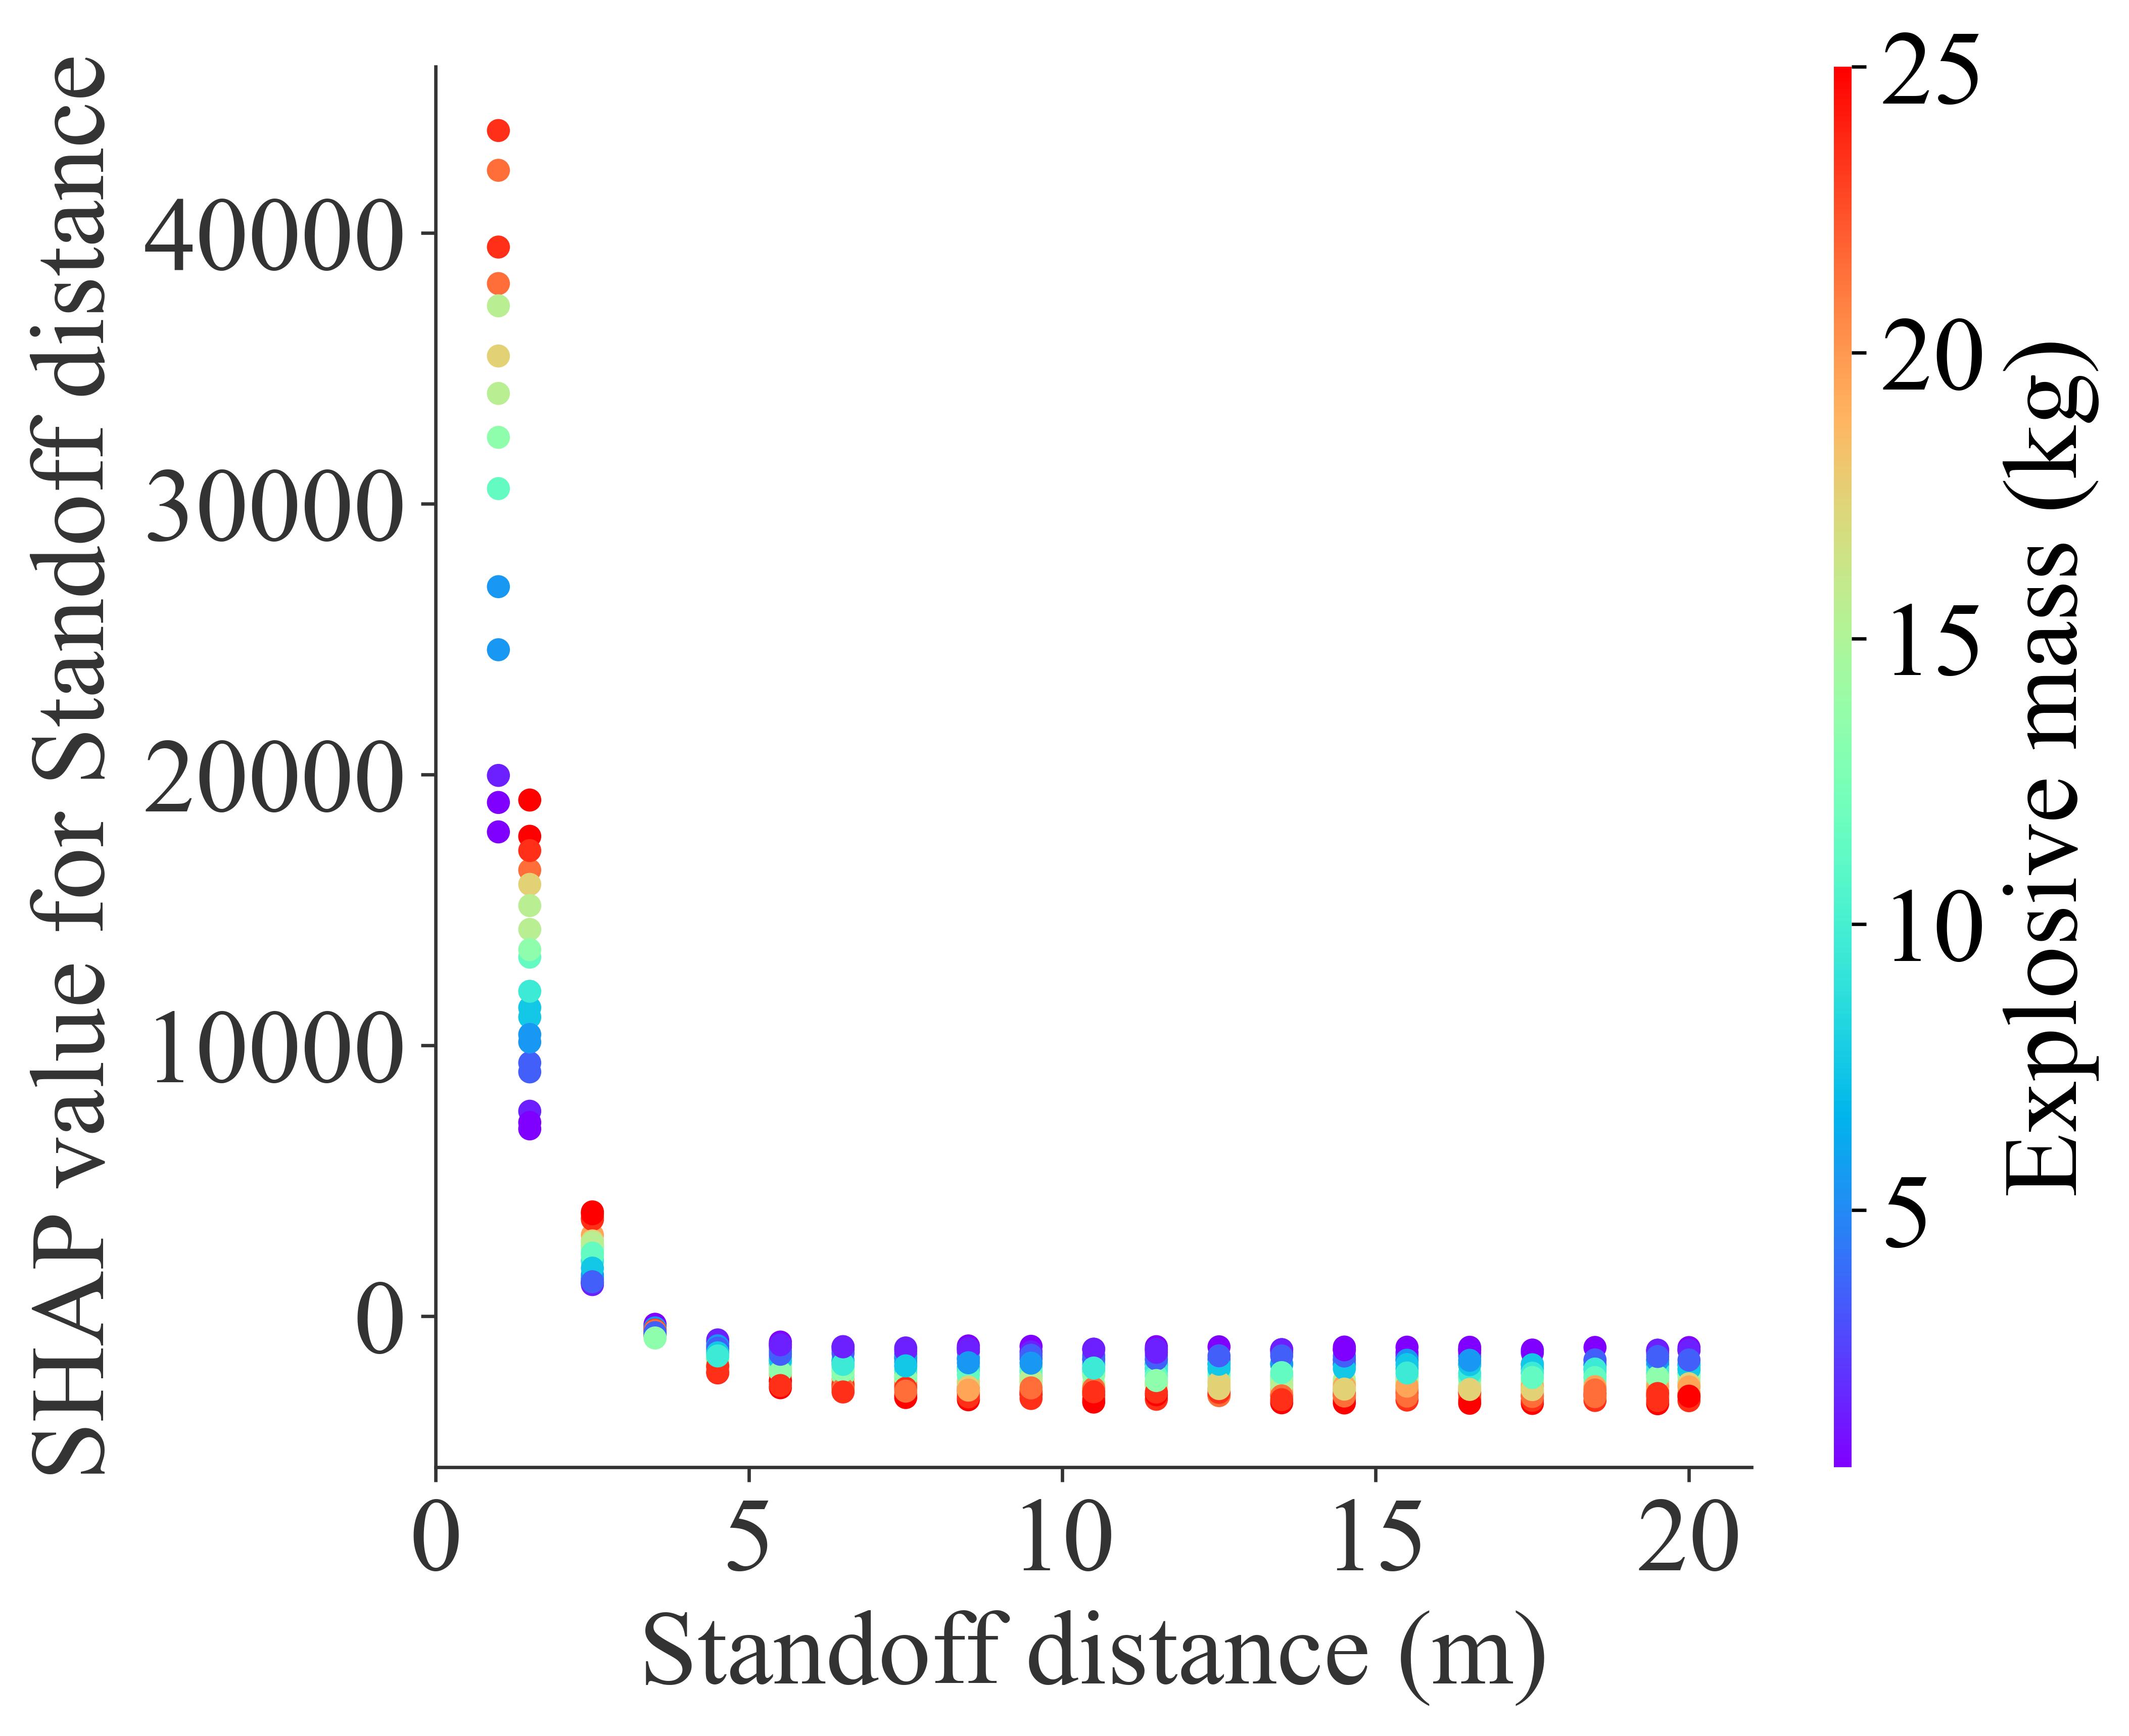 SHAP value for Standoff distance
40000
30000
20000
10000
0
0 5 10 15 20
Standoff distance (m)
25
20
15
10
5
Explosive mass (kg)